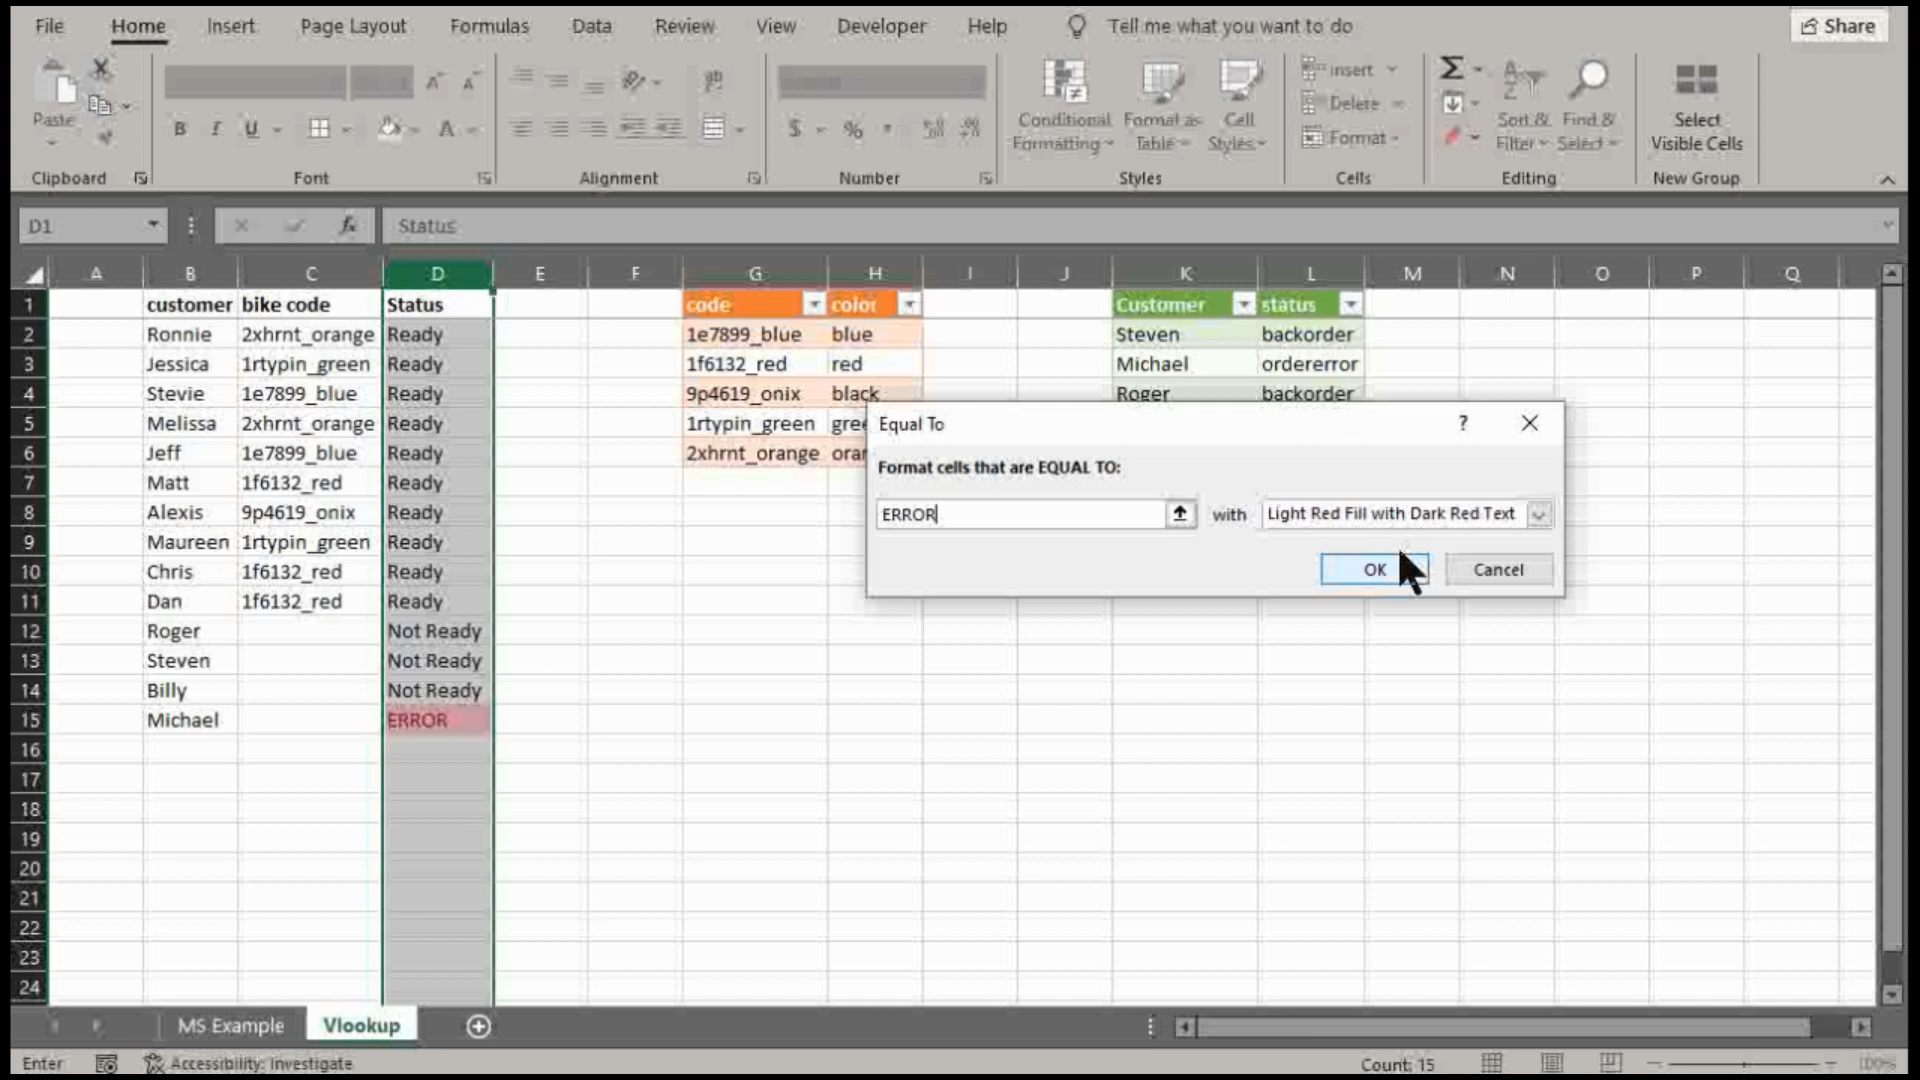 File Home Insert Page Layout Formulas Data Review View Developer Help Tell me what you want to do Share
Paste
B I U A
ab
$ % ,
Conditional Formatting
Format as Table
Cell Styles
Insert
Delete
Format
Sort & Filter
Find & Select
Select Visible Cells
Clipboard Font Alignment Number Styles Cells Editing New Group
D1 fx Status
A B C D E F G H I J K L M N O P Q
1 customer bike code Status code color Customer status
2 Ronnie 2xhrnt_orange Ready 1e7899_blue blue Steven backorder
3 Jessica 1rtypin_green Ready 1f6132_red red Michael ordererror
4 Stevie 1e7899_blue Ready 9p4619_onix black Roger backorder
5 Melissa 2xhrnt_orange Ready 1rtypin_green gree
6 Jeff 1e7899_blue Ready 2xhrnt_orange orar
7 Matt 1f6132_red Ready
8 Alexis 9p4619_onix Ready
9 Maureen 1rtypin_green Ready
10 Chris 1f6132_red Ready
11 Dan 1f6132_red Ready
12 Roger Not Ready
13 Steven Not Ready
14 Billy Not Ready
15 Michael ERROR
16
17
18
19
20
21
22
23
24
Equal To ?
Format cells that are EQUAL TO:
ERROR with Light Red Fill with Dark Red Text
OK Cancel
MS Example Vlookup
Enter Accessibility: Investigate Count: 15 100%